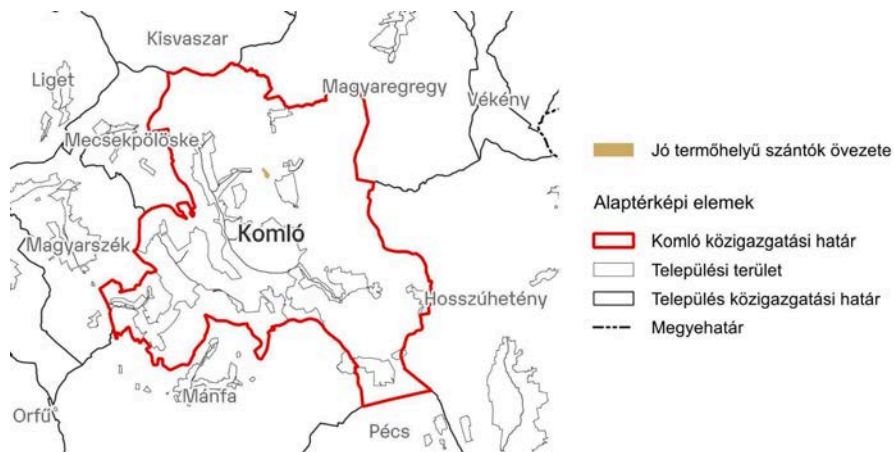 Kisvaszar
Liget
Magyaregregy
Vékény
Mecsekpölöske
Komló
Magyarszék
Hosszúhetény
Mánfa
Orfű
Pécs
Jó termőhelyű szántók övezete
Alaptérképi elemek
Komló közigazgatási határ
Települési terület
Település közigazgatási határ
Megyehatár